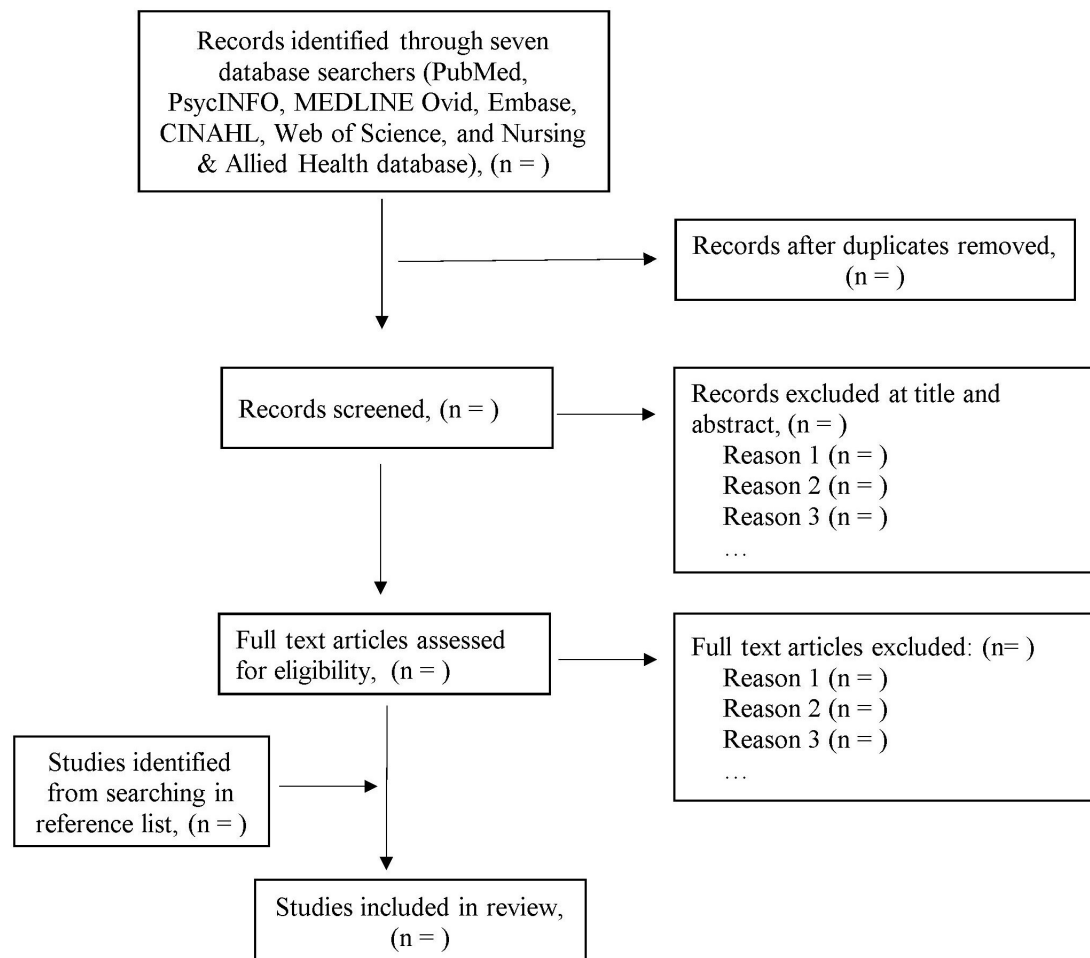 Records identified through seven
database searchers (PubMed,
PsycINFO, MEDLINE Ovid, Embase,
CINAHL, Web of Science, and Nursing
& Allied Health database), (n = )
Records after duplicates removed,
(n = )
Records screened, (n = )
Records excluded at title and
abstract, (n = )
Reason 1 (n = )
Reason 2 (n = )
Reason 3 (n = )
…
Full text articles assessed
for eligibility, (n = )
Full text articles excluded: (n= )
Reason 1 (n = )
Reason 2 (n = )
Reason 3 (n = )
…
Studies identified
from searching in
reference list, (n = )
Studies included in review,
(n = )